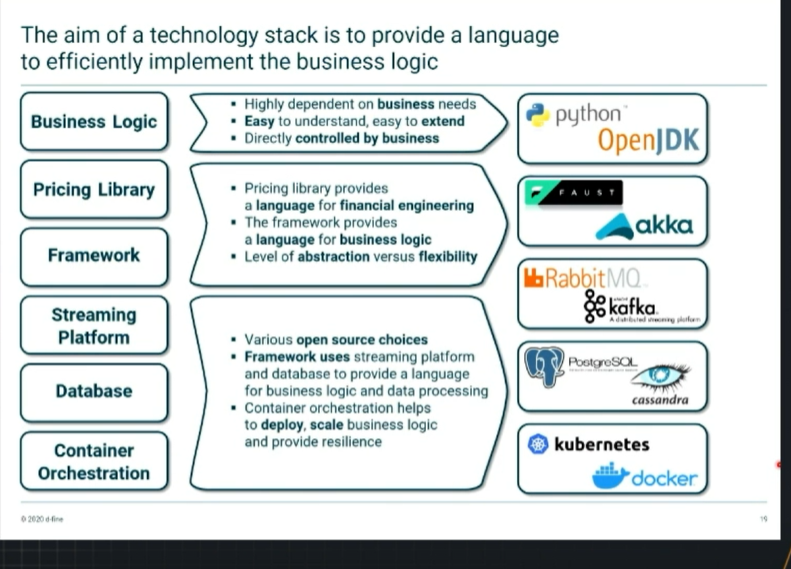 The aim of a technology stack is to provide a language
to efficiently implement the business logic
Business Logic
▪ Highly dependent on business needs
▪ Easy to understand, easy to extend
▪ Directly controlled by business
python
OpenJDK
Pricing Library
Framework
▪ Pricing library provides
a language for financial engineering
▪ The framework provides
a language for business logic
▪ Level of abstraction versus flexibility
FAUST
akka
RabbitMQ
kafka
A distributed streaming platform
Streaming
Platform
Database
Container
Orchestration
▪ Various open source choices
▪ Framework uses streaming platform
and database to provide a language
for business logic and data processing
▪ Container orchestration helps
to deploy, scale business logic
and provide resilience
PostgreSQL
cassandra
kubernetes
docker
© 2020 d-fine